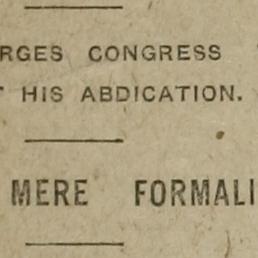 RGES CONGRESS
HIS ABDICATION.
MERE FORMALI